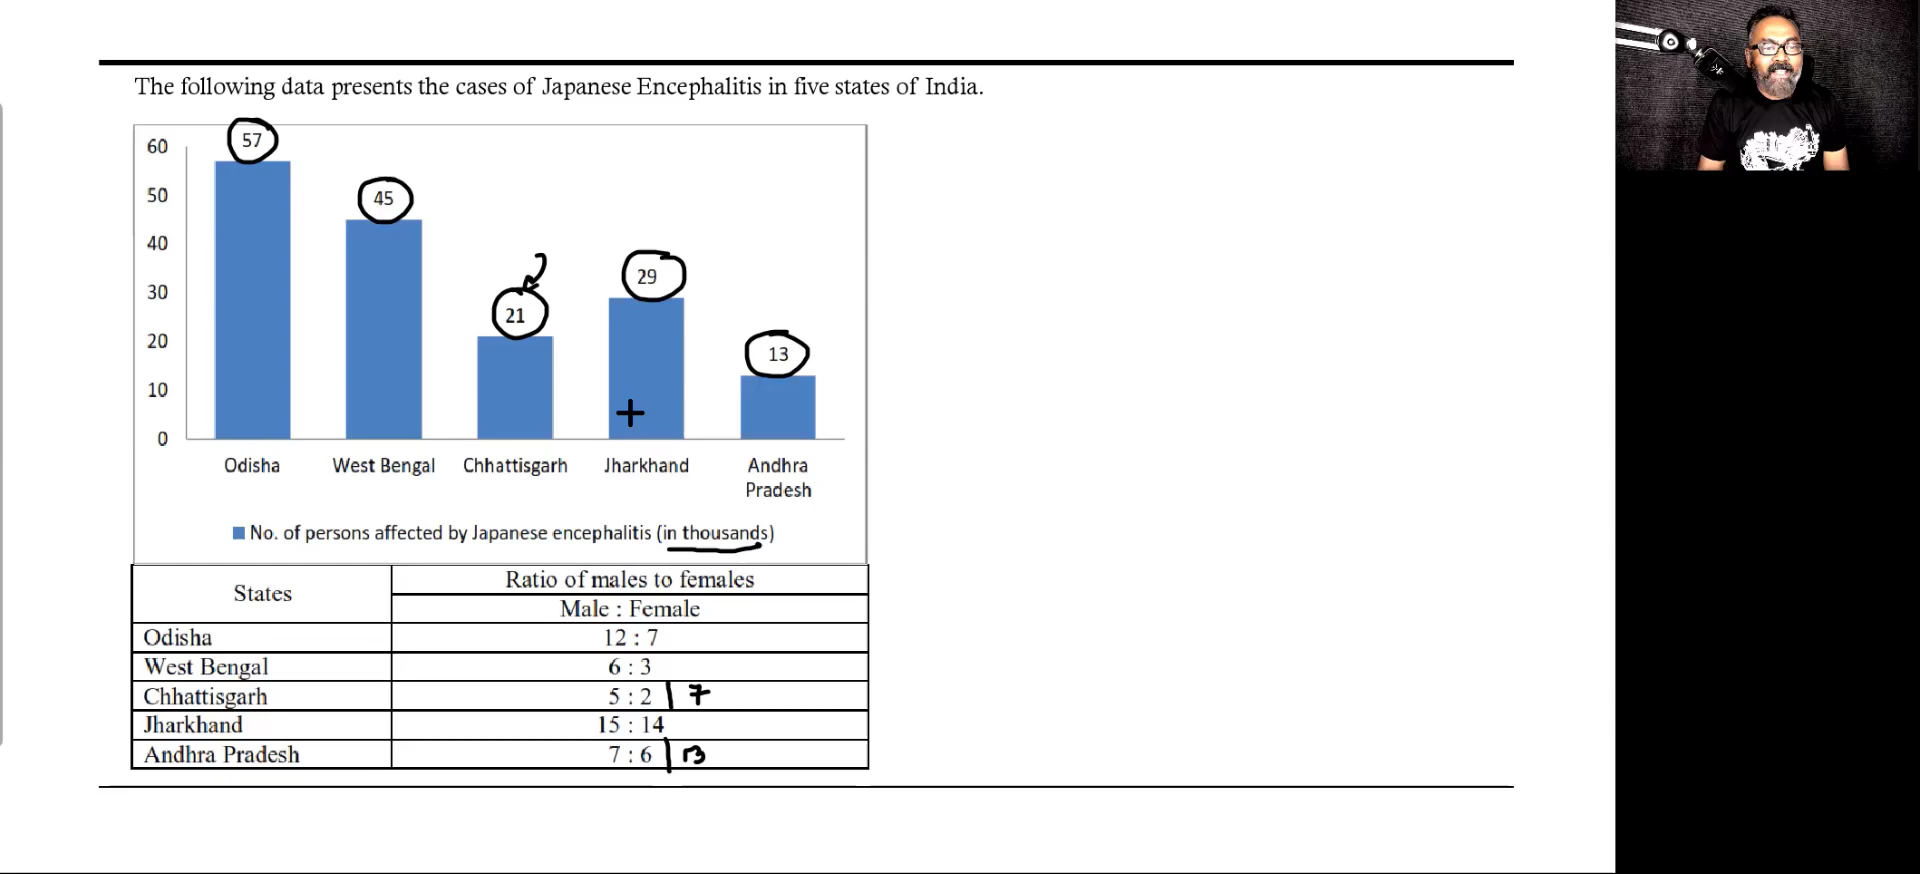 The following data presents the cases of Japanese Encephalitis in five states of India.
60
50
40
30
20
10
0
57
45
21
29
13
Odisha
West Bengal
Chhattisgarh
Jharkhand
Andhra
Pradesh
No. of persons affected by Japanese encephalitis (in thousands)
States
Ratio of males to females
Male : Female
Odisha 12 : 7
West Bengal 6 : 3
Chhattisgarh 5 : 2 | 7
Jharkhand 15 : 14
Andhra Pradesh 7 : 6 | 13